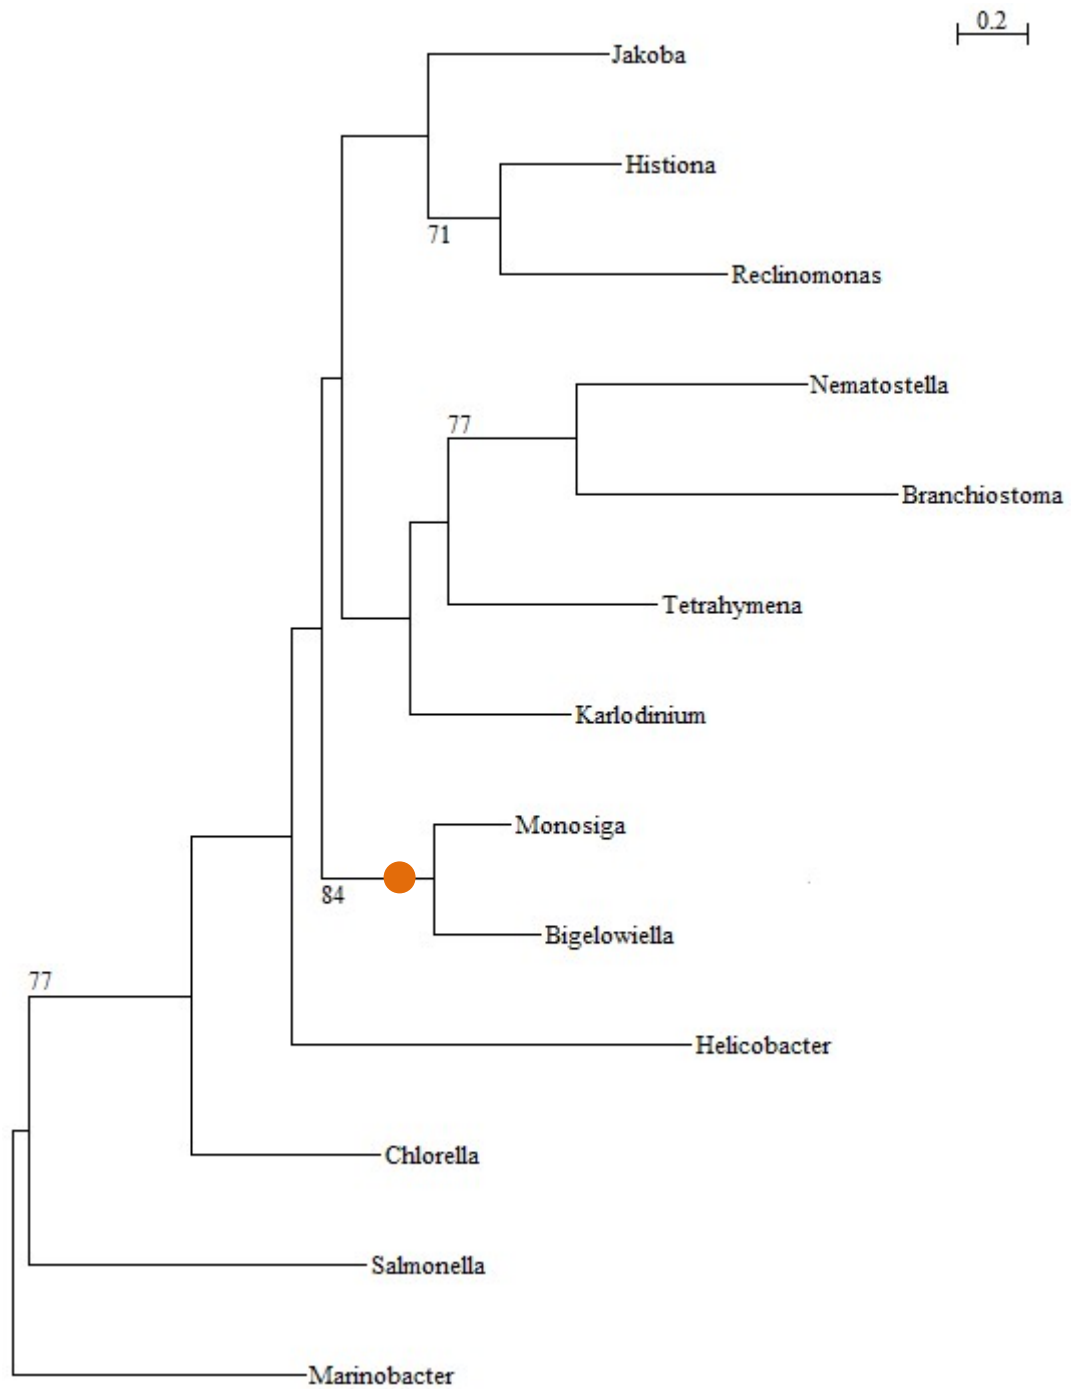 0.2
Jakoba
Histiona
71
Reclinomonas
Nematostella
77
Branchiostoma
Tetrahymena
Karlodinium
Monosiga
84
Bigelowiella
77
Helicobacter
Chlorella
Salmonella
Marinobacter